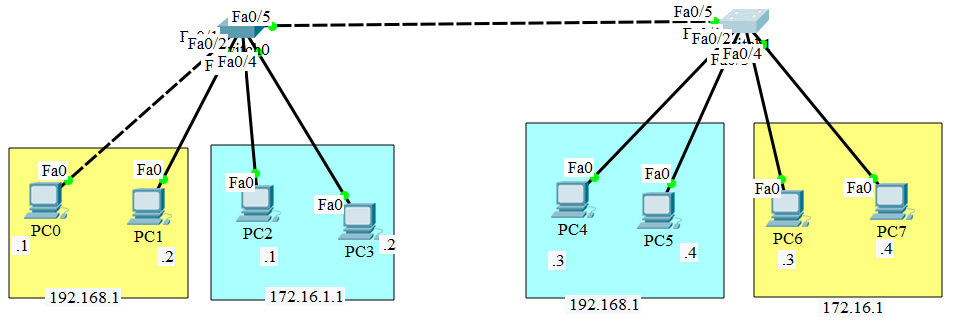 Fa0/5
Fa0/2
Fa0/4
Fa0/5
Fa0/2
Fa0/4
Fa0
PC0
.1
Fa0
PC1
.2
Fa0
PC2
.1
Fa0
PC3
.2
Fa0
PC4
.3
Fa0
PC5
.4
Fa0
PC6
.3
Fa0
PC7
.4
192.168.1
172.16.1.1
192.168.1
172.16.1